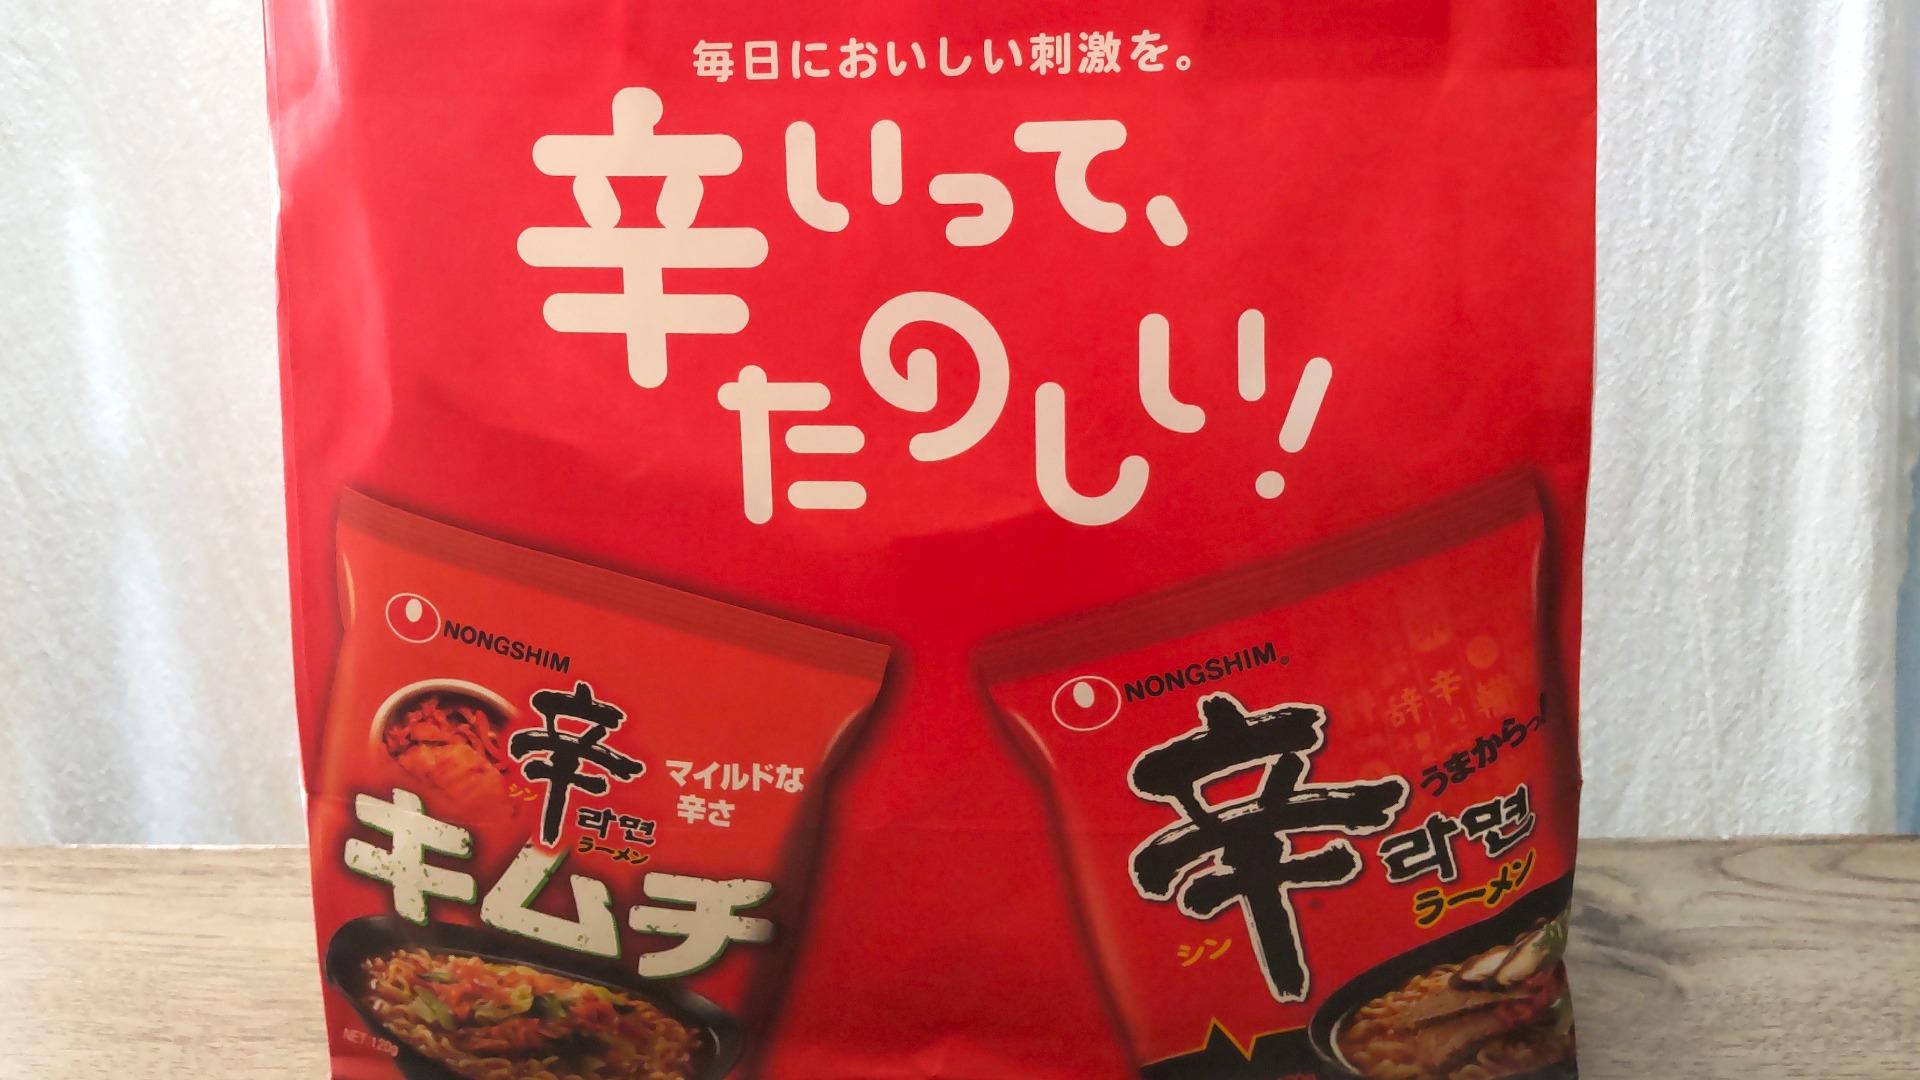 毎日においしい刺激を。
辛いって、
たのしい!
NONGSHIM
辛
シン
라면
ラーメン
マイルドな
辛さ
キムチ
NET 120g
NONGSHIM
辛
シン
うまからっ!
라면
ラーメン